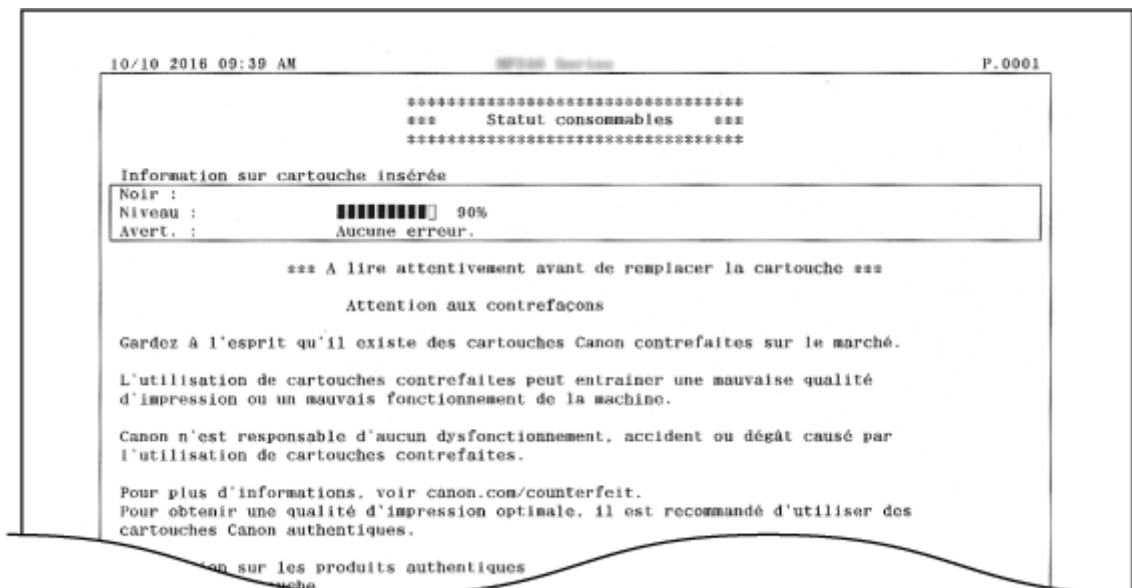 10/10 2016 09:39 AM P.0001
*********************************
*** Statut consommables ***
*********************************
Information sur cartouche insérée
Noir :
Niveau : 90%
Avert. : Aucune erreur.
*** A lire attentivement avant de remplacer la cartouche ***
Attention aux contrefaçons
Gardez à l'esprit qu'il existe des cartouches Canon contrefaites sur le marché.
L'utilisation de cartouches contrefaites peut entrainer une mauvaise qualité
d'impression ou un mauvais fonctionnement de la machine.
Canon n'est responsable d'aucun dysfonctionnement, accident ou dégât causé par
l'utilisation de cartouches contrefaites.
Pour plus d'informations, voir canon.com/counterfeit.
Pour obtenir une qualité d'impression optimale, il est recommandé d'utiliser des
cartouches Canon authentiques.
sur les produits authentiques